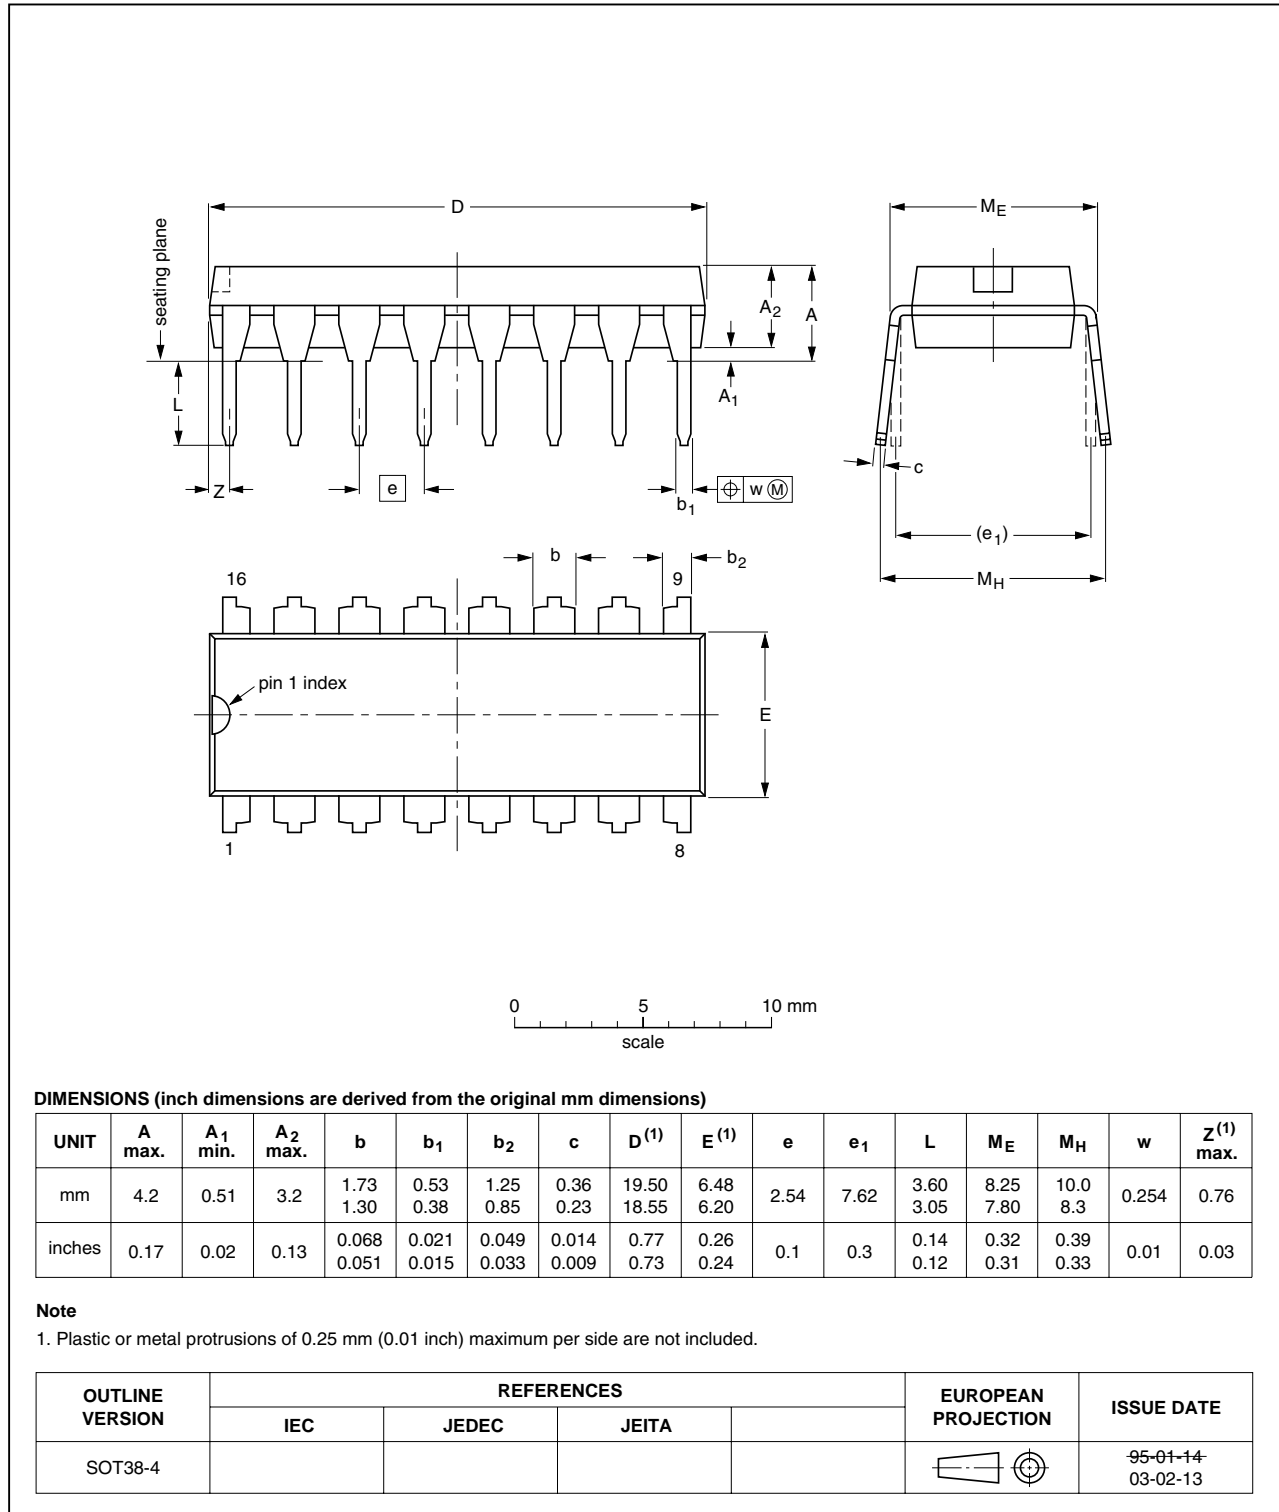 D
M_E
seating plane
A_2
A
A_1
L
Z
e
b_1
w M
c
(e_1)
M_H
b
b_2
16
9
pin 1 index
E
1
8
0 5 10 mm
scale
DIMENSIONS (inch dimensions are derived from the original mm dimensions)
UNIT A max. A1 min. A2 max. b b1 b2 c D(1) E(1) e e1 L ME MH w Z(1) max.
mm 4.2 0.51 3.2 1.73 1.30 0.53 0.38 1.25 0.85 0.36 0.23 19.50 18.55 6.48 6.20 2.54 7.62 3.60 3.05 8.25 7.80 10.0 8.3 0.254 0.76
inches 0.17 0.02 0.13 0.068 0.051 0.021 0.015 0.049 0.033 0.014 0.009 0.77 0.73 0.26 0.24 0.1 0.3 0.14 0.12 0.32 0.31 0.39 0.33 0.01 0.03
Note
1. Plastic or metal protrusions of 0.25 mm (0.01 inch) maximum per side are not included.
OUTLINE VERSION REFERENCES EUROPEAN PROJECTION ISSUE DATE
IEC JEDEC JEITA
SOT38-4 95-01-14
03-02-13